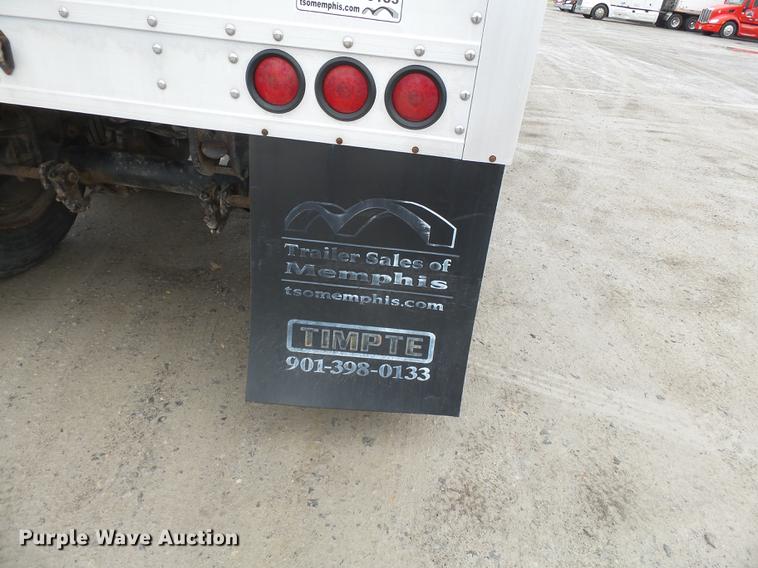 tsomemphis.com
Trailer Sales of
Memphis
tsomemphis.com
TIMPTE
901-398-0133
Purple Wave Auction